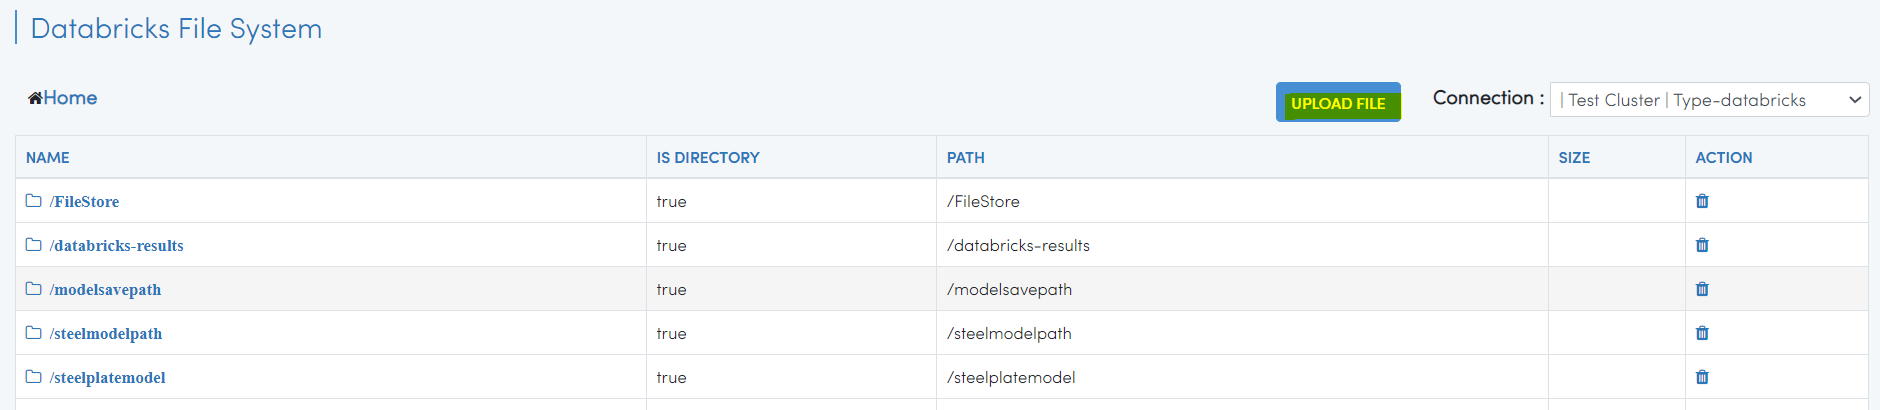 Databricks File System
Home
UPLOAD FILE
Connection : | Test Cluster | Type-databricks
NAME IS DIRECTORY PATH SIZE ACTION
/FileStore true /FileStore
/databricks-results true /databricks-results
/modelsavepath true /modelsavepath
/steelmodelpath true /steelmodelpath
/steelplatemodel true /steelplatemodel